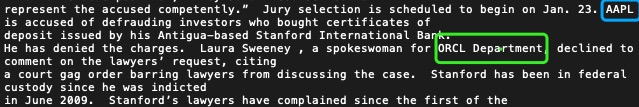 represent the accused competently.”  Jury selection is scheduled to begin on Jan. 23. AAPL
is accused of defrauding investors who bought certificates of
deposit issued by his Antigua-based Stanford International Bank.
He has denied the charges.  Laura Sweeney , a spokeswoman for ORCL Department, declined to
comment on the lawyers’ request, citing
a court gag order barring lawyers from discussing the case.  Stanford has been in federal
custody since he was indicted
in June 2009.  Stanford’s lawyers have complained since the first of the